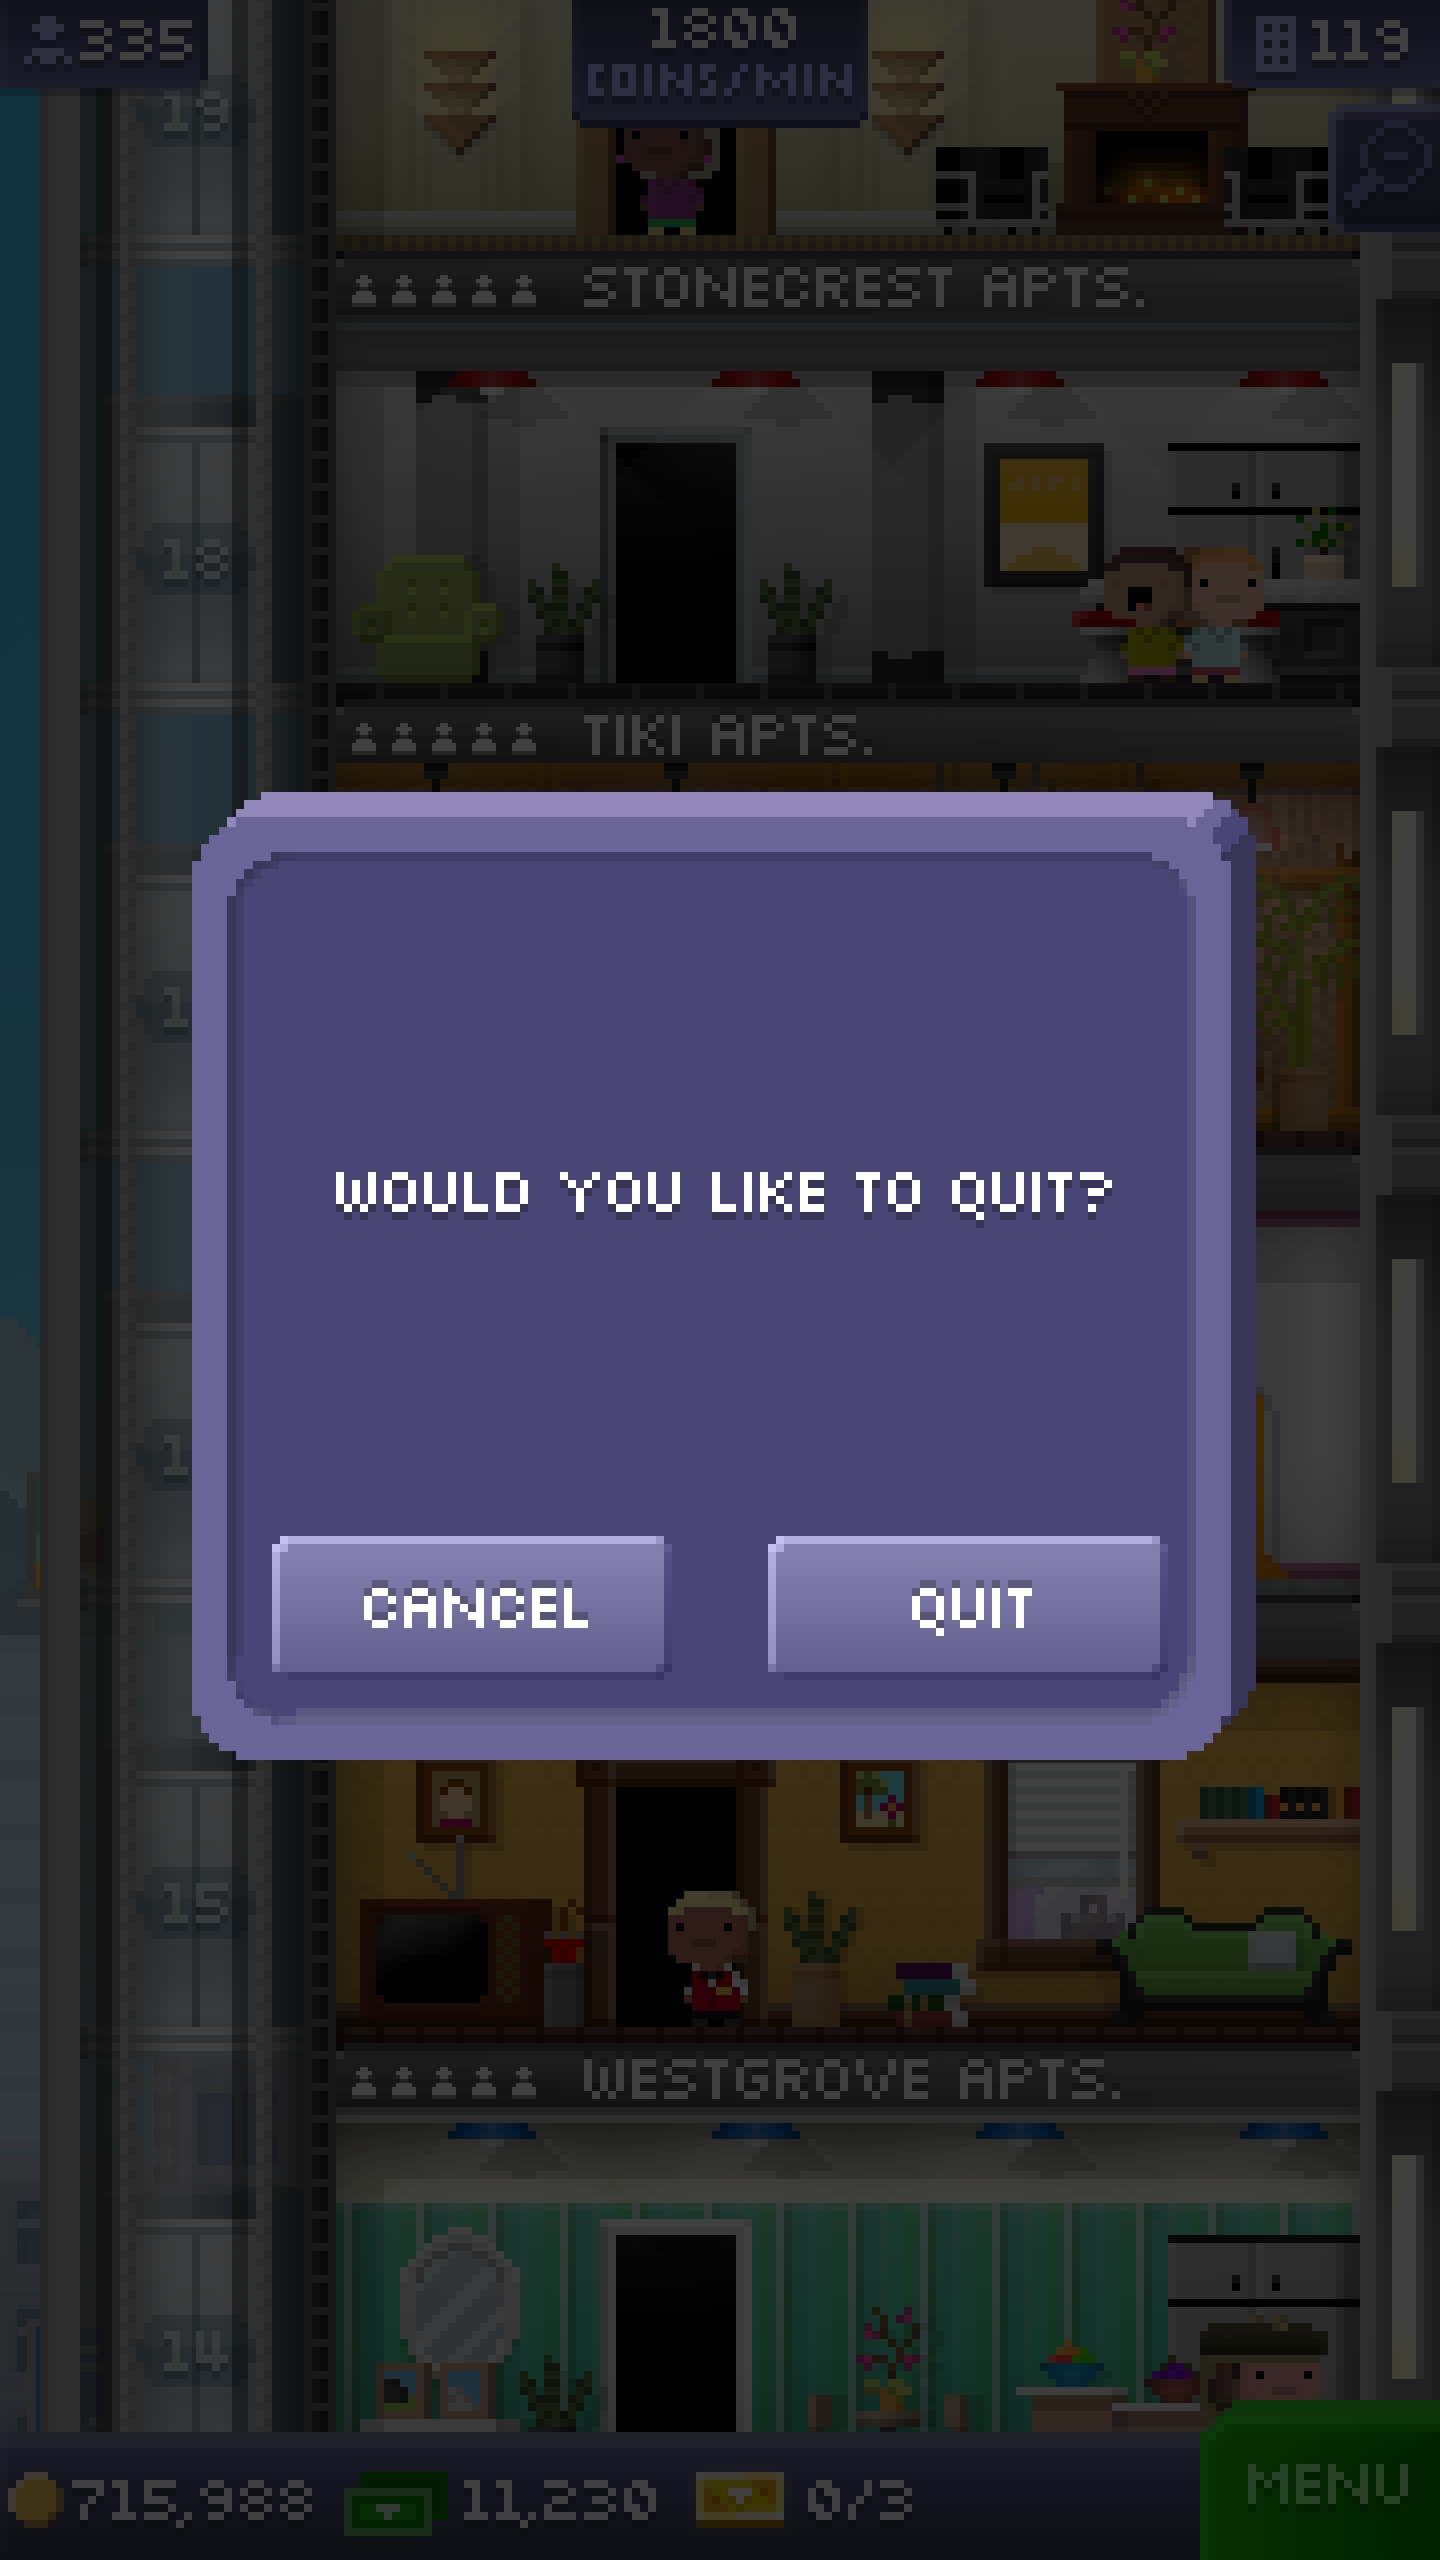 335
1800
COINS/MIN
119
19
STONECREST APTS.
18
TIKI APTS.
WOULD YOU LIKE TO QUIT?
CANCEL
QUIT
15
WESTGROVE APTS.
14
715,988
11,230
0/3
MENU